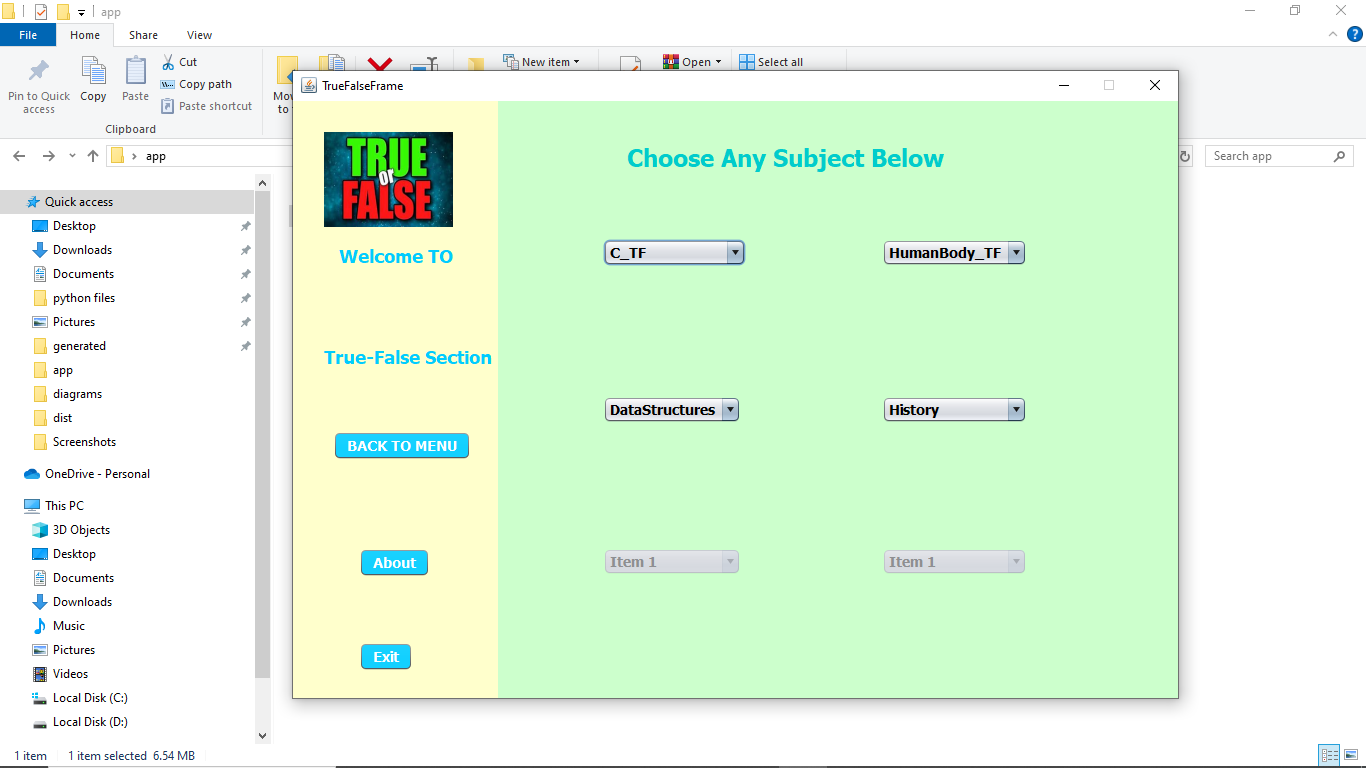 app
File Home Share View
Pin to Quick access
Copy
Paste
Cut
Copy path
Paste shortcut
Clipboard
New item
Open
Select all
app
Search app
Quick access
Desktop
Downloads
Documents
python files
Pictures
generated
app
diagrams
dist
Screenshots
OneDrive - Personal
This PC
3D Objects
Desktop
Documents
Downloads
Music
Pictures
Videos
Local Disk (C:)
Local Disk (D:)
1 item 1 item selected 6.54 MB
TrueFalseFrame
TRUE
or
FALSE
Welcome TO
True-False Section
BACK TO MENU
About
Exit
Choose Any Subject Below
C_TF HumanBody_TF
DataStructures History
Item 1 Item 1